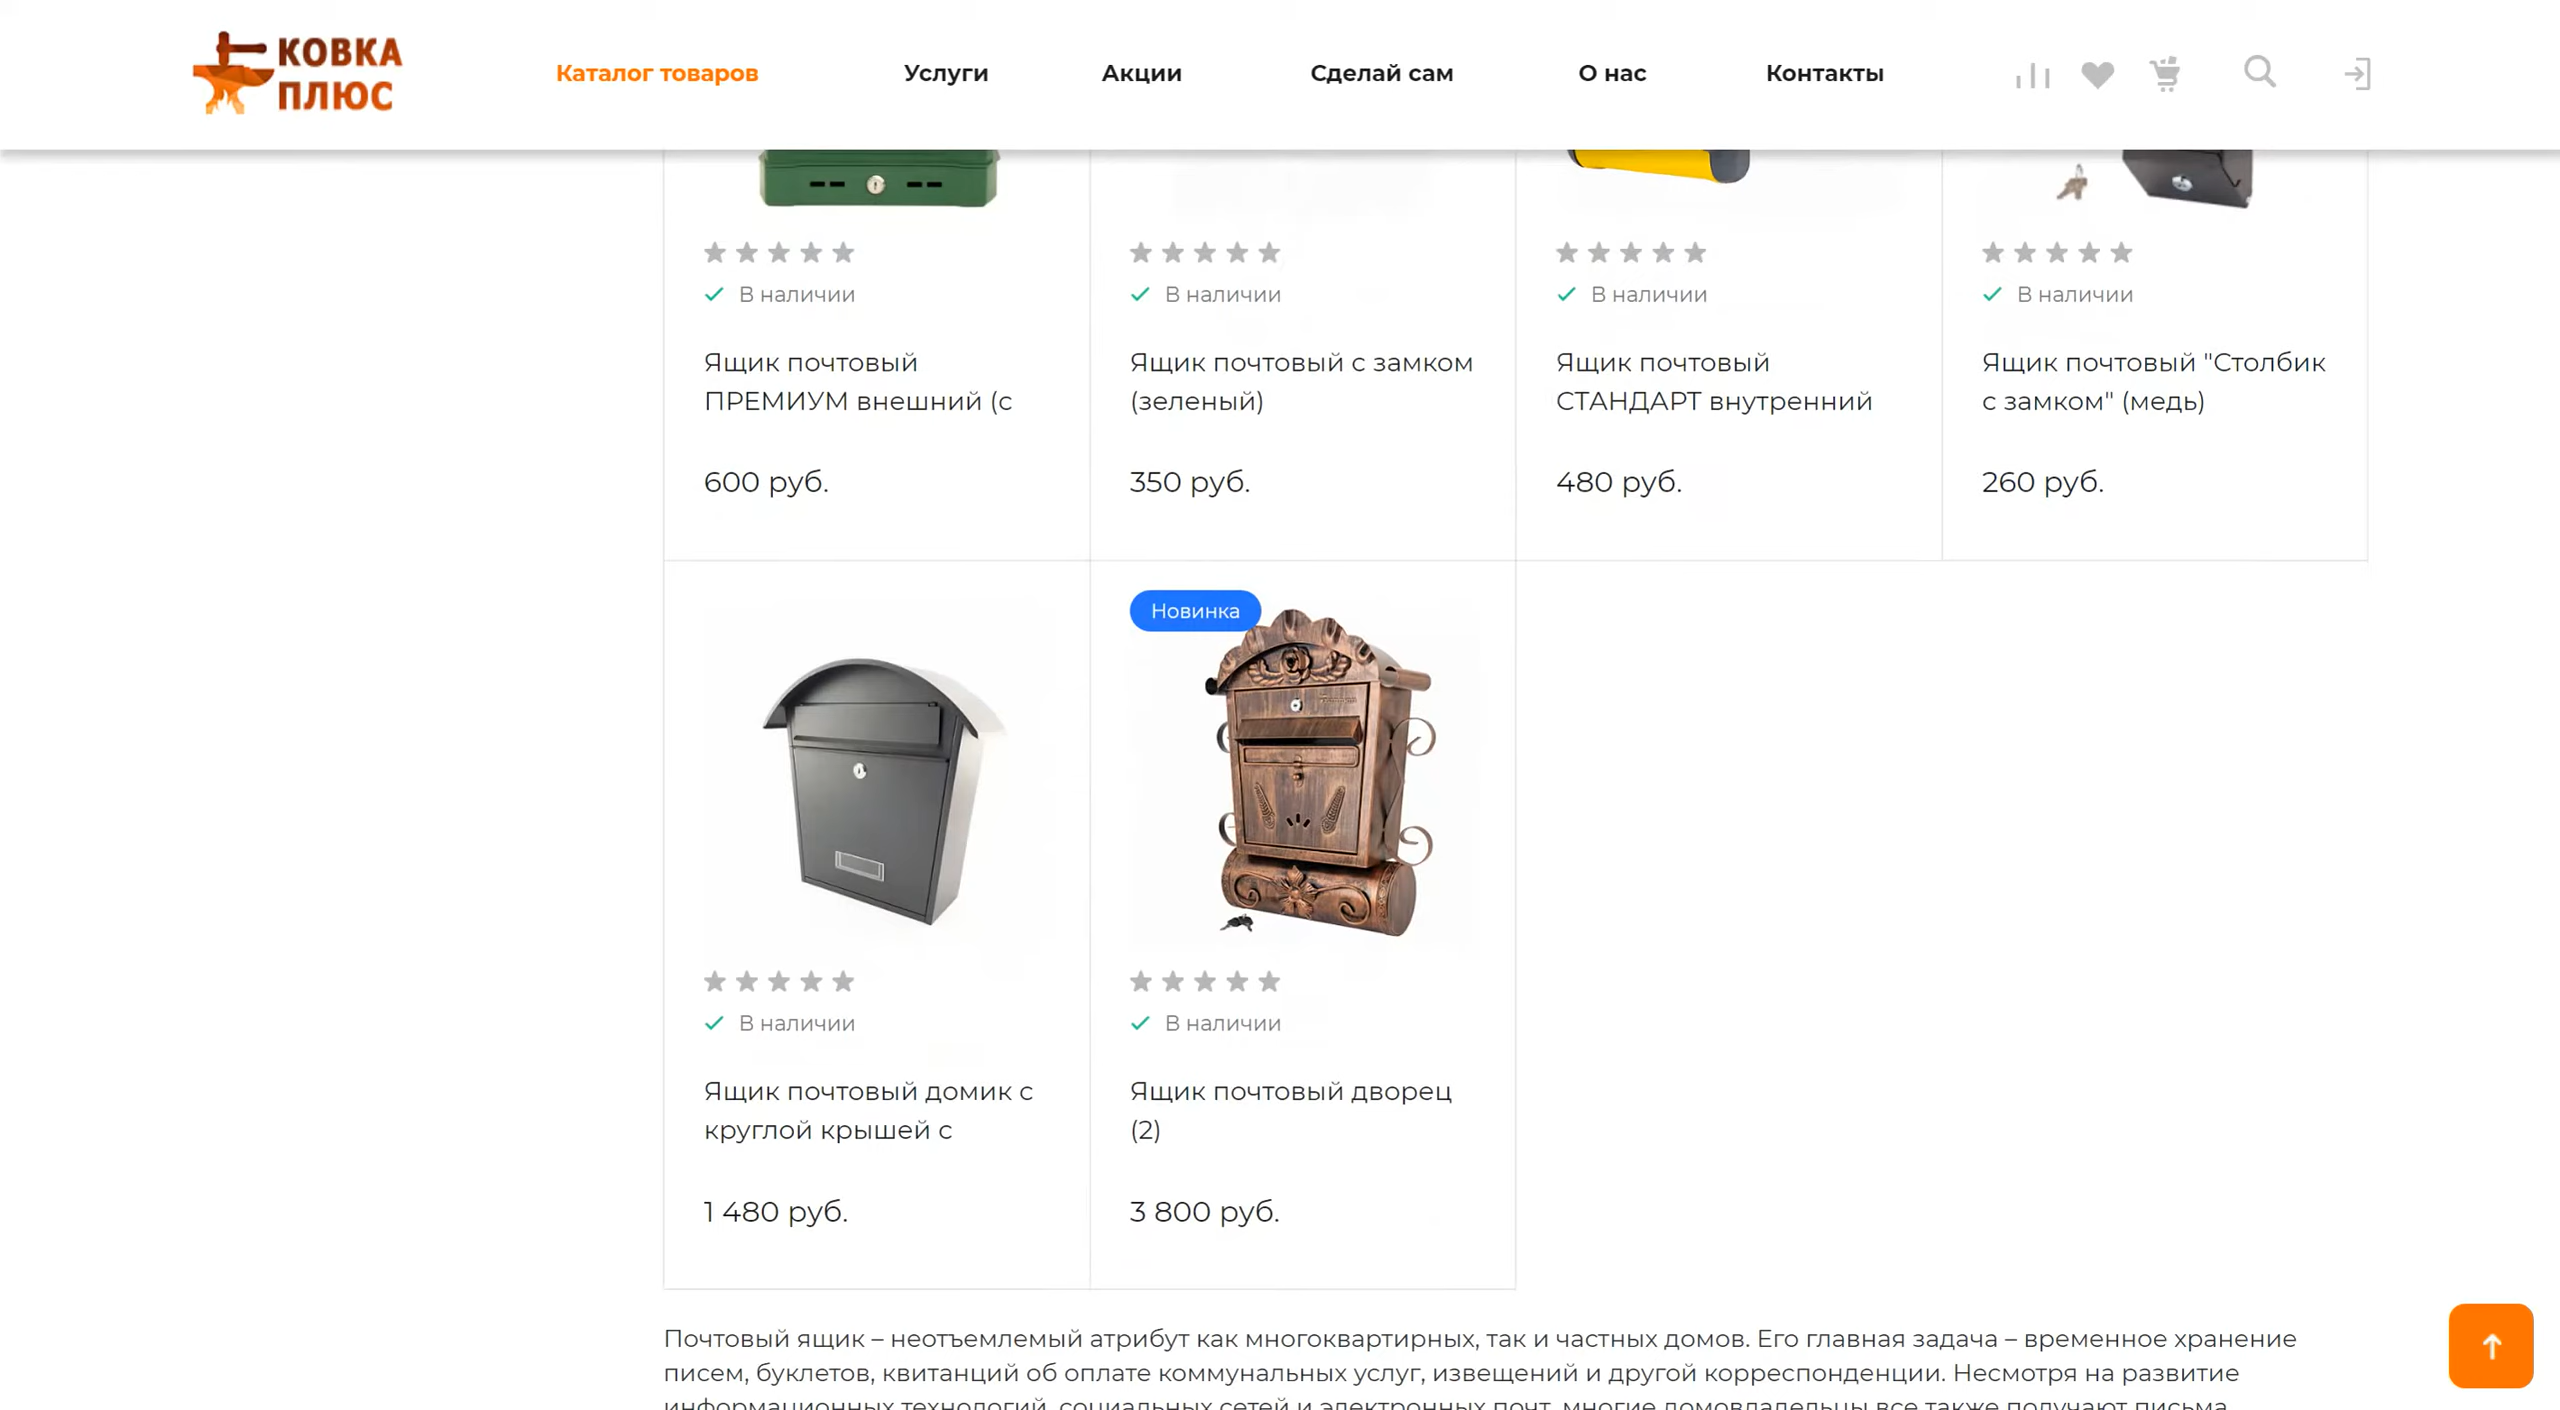 КОВКА
ПЛЮС
Каталог товаров
Услуги
Акции
Сделай сам
О нас
Контакты
В наличии
В наличии
В наличии
В наличии
Ящик почтовый
ПРЕМИУМ внешний (с
Ящик почтовый с замком
(зеленый)
Ящик почтовый
СТАНДАРТ внутренний
Ящик почтовый "Столбик
с замком" (медь)
600 руб.
350 руб.
480 руб.
260 руб.
Новинка
В наличии
В наличии
Ящик почтовый домик с
круглой крышей с
Ящик почтовый дворец
(2)
1 480 руб.
3 800 руб.
Почтовый ящик – неотъемлемый атрибут как многоквартирных, так и частных домов. Его главная задача – временное хранение
писем, буклетов, квитанций об оплате коммунальных услуг, извещений и другой корреспонденции. Несмотря на развитие
информационных технологий, социальных сетей и электронных почт, многие домовладельцы все также получают письма,